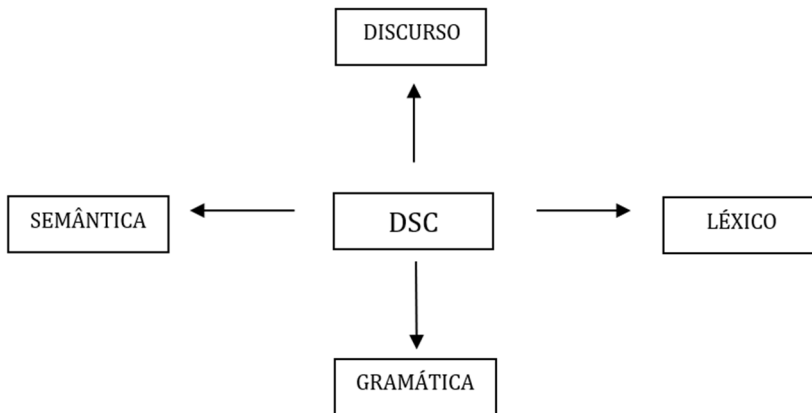 DISCURSO
SEMÂNTICA
DSC
LÉXICO
GRAMÁTICA